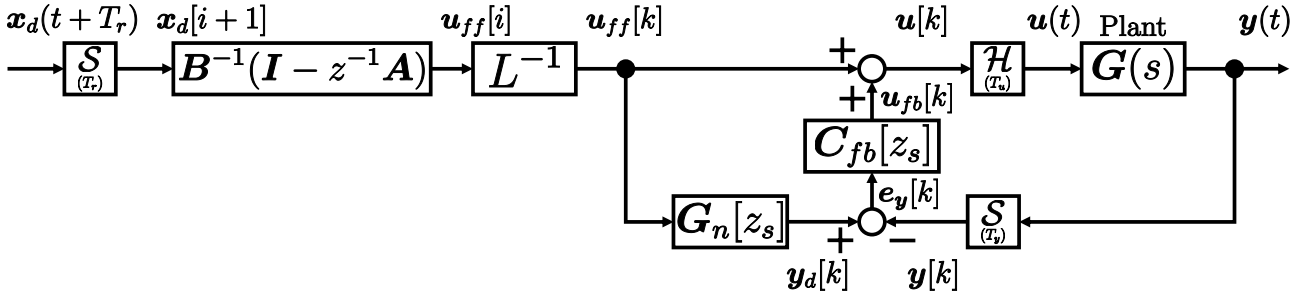 x_d(t + T_r) x_d[i + 1] u_ff[i] u_ff[k] u[k] u(t) Plant y(t)
S (T_r) B^{-1}(I − z^{-1}A) L^{-1} + H (T_u) G(s)
+ u_fb[k]
C_fb[z_s]
e_y[k]
G_n[z_s] S (T_y)
+ −
y_d[k] y[k]